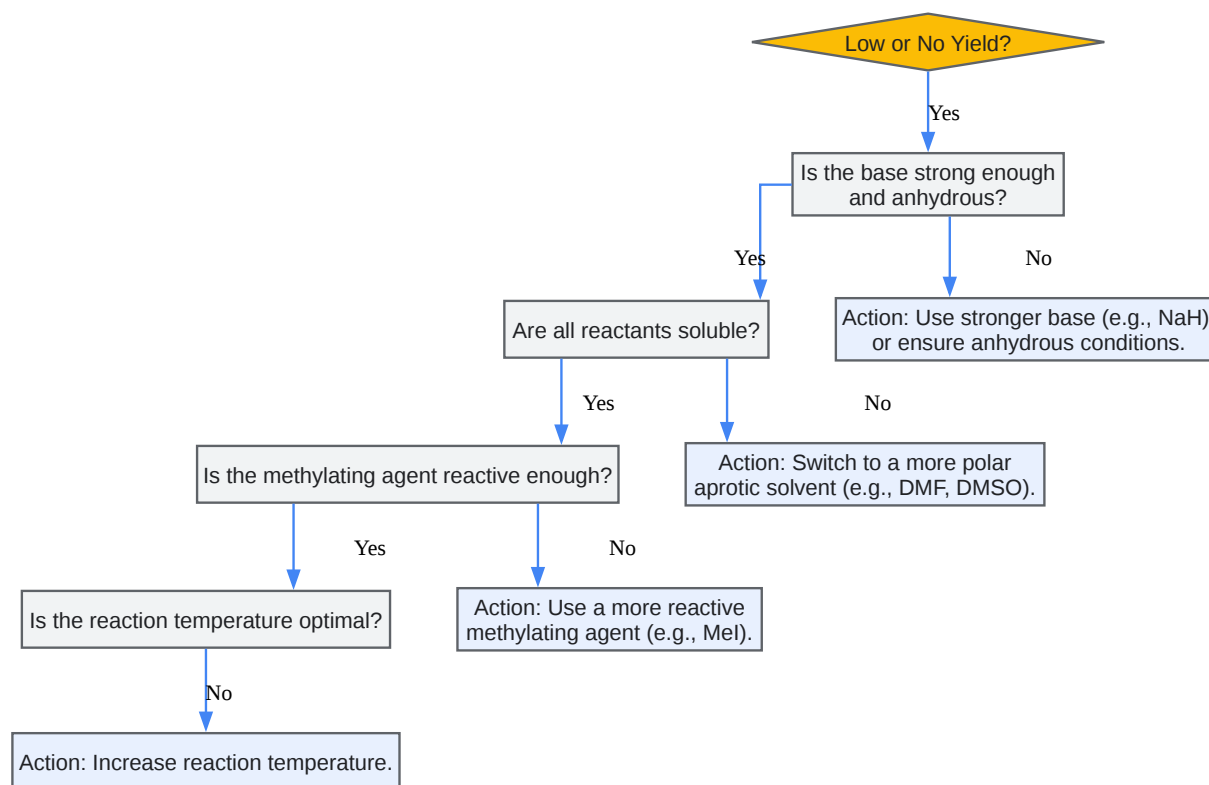 Low or No Yield?
Yes
Is the base strong enough
and anhydrous?
Yes
No
Are all reactants soluble?
Action: Use stronger base (e.g., NaH)
or ensure anhydrous conditions.
Yes
No
Is the methylating agent reactive enough?
Action: Switch to a more polar
aprotic solvent (e.g., DMF, DMSO).
Yes
No
Is the reaction temperature optimal?
Action: Use a more reactive
methylating agent (e.g., MeI).
No
Action: Increase reaction temperature.